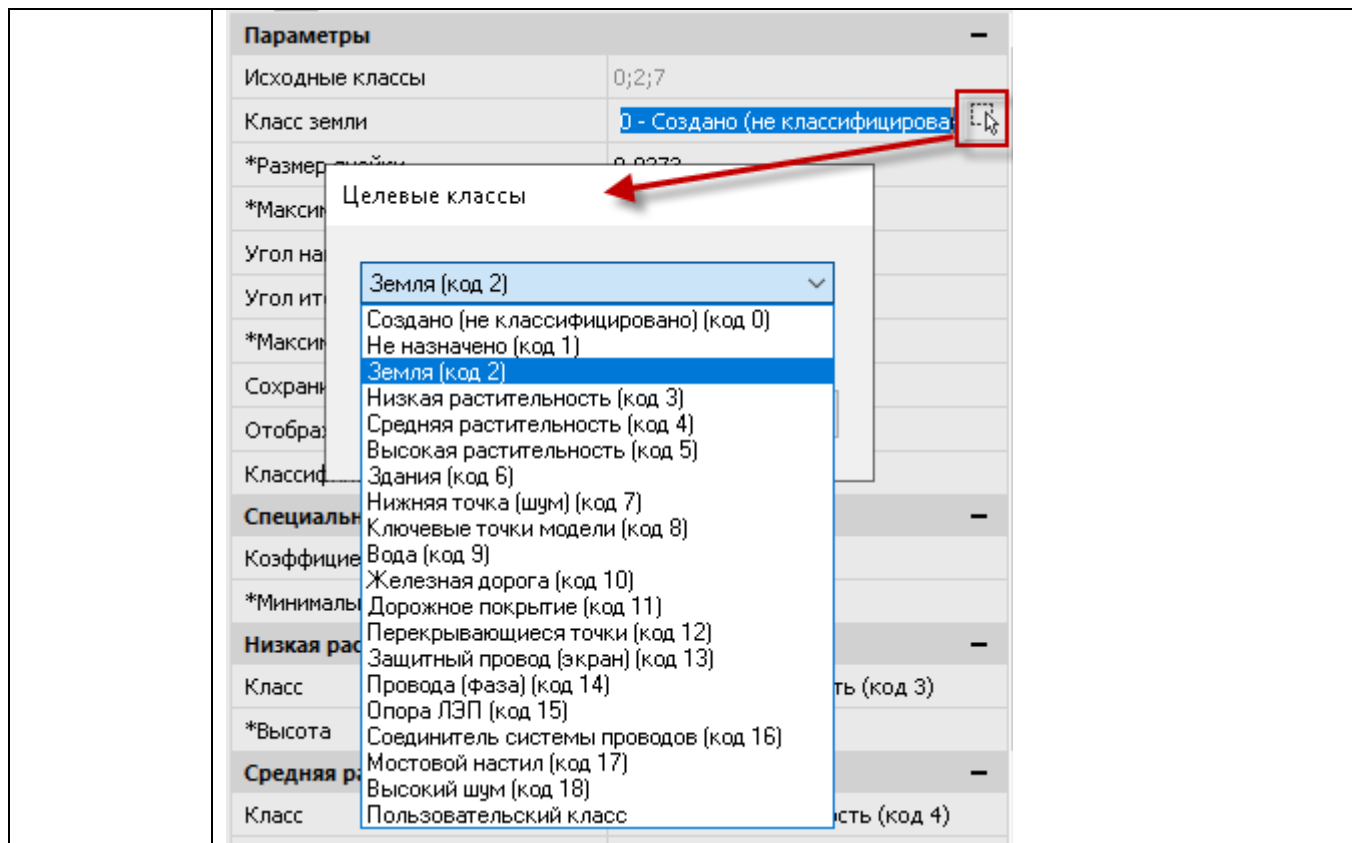 Параметры
Исходные классы 0;2;7
Класс земли 0 - Создано (не классифицирова
*Размер
Целевые классы
*Максим
Угол на
Земля (код 2)
Угол ит
Создано (не классифицировано) (код 0)
*Максим
Не назначено (код 1)
Земля (код 2)
Сохран
Низкая растительность (код 3)
Средняя растительность (код 4)
Отобра
Высокая растительность (код 5)
Классиф
Здания (код 6)
Нижняя точка (шум) (код 7)
Специальн
Ключевые точки модели (код 8)
Коэффицие
Вода (код 9)
Железная дорога (код 10)
*Минималы
Дорожное покрытие (код 11)
Перекрывающиеся точки (код 12)
Низкая рас
Защитный провод (экран) (код 13)
Класс
Провода (фаза) (код 14)
ть (код 3)
Опора ЛЭП (код 15)
*Высота
Соединитель системы проводов (код 16)
Мостовой настил (код 17)
Средняя ра
Высокий шум (код 18)
Класс
Пользовательский класс
сть (код 4)